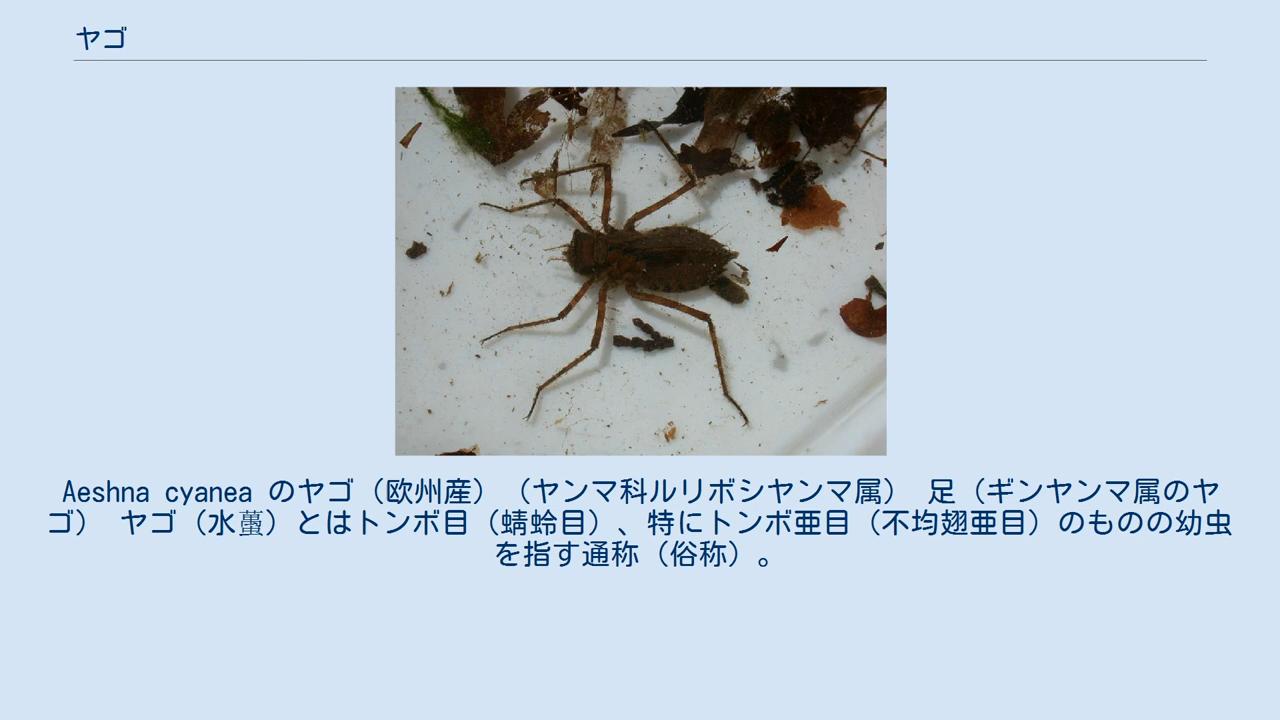 ヤゴ
Aeshna cyanea のヤゴ（欧州産）（ヤンマ科ルリボシヤンマ属） 足（ギンヤンマ属のヤ
ゴ） ヤゴ（水蠆）とはトンボ目（蜻蛉目）、特にトンボ亜目（不均翅亜目）のものの幼虫
を指す通称（俗称）。